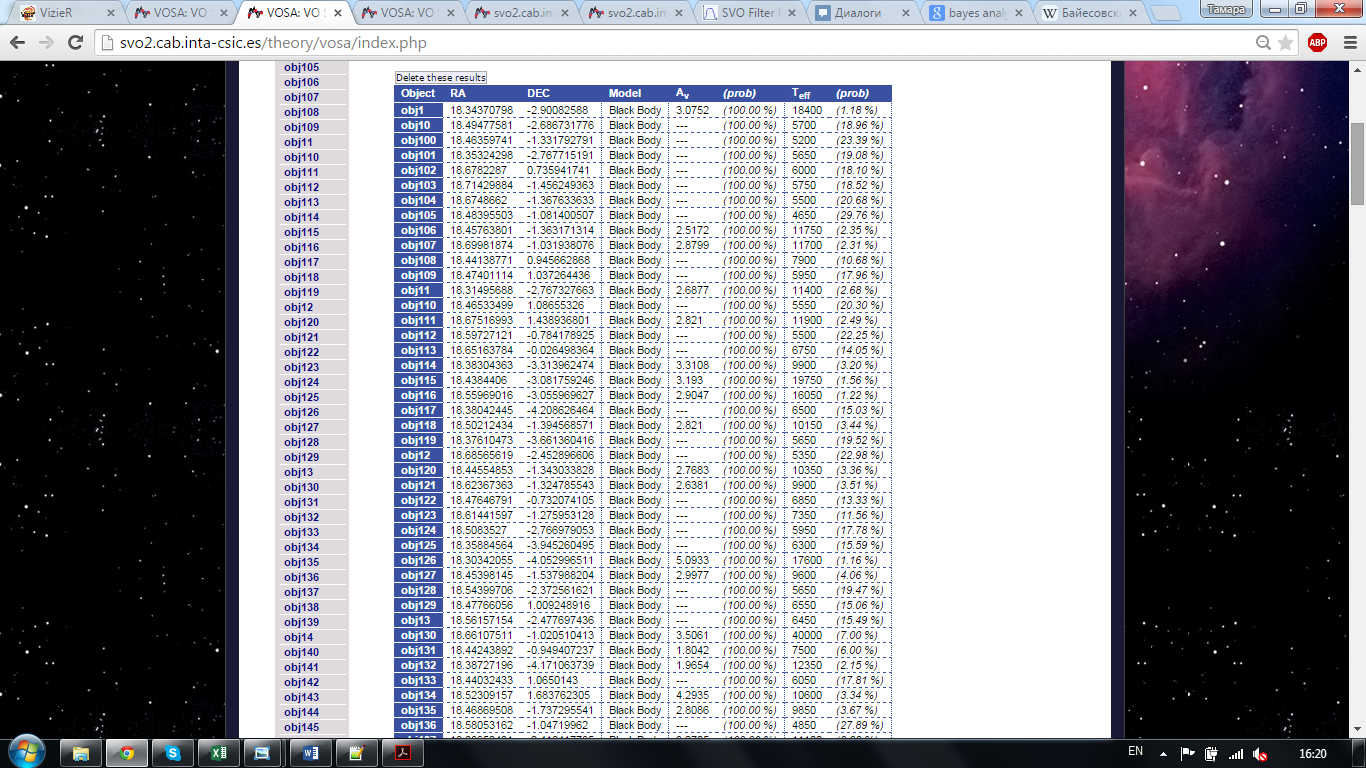 Тамара
VizieR
VOSA: VO
VOSA: VO S
VOSA: VO
VOSA: VO
svo2.cab.in
svo2.cab.in
SVO Filter
Диалоги
bayes anal
Байесовск
svo2.cab.inta-csic.es/theory/vosa/index.php
ABP
obj105
obj106
obj107
obj108
obj109
obj11
obj110
obj111
obj112
obj113
obj114
obj115
obj116
obj117
obj118
obj119
obj12
obj120
obj121
obj122
obj123
obj124
obj125
obj126
obj127
obj128
obj129
obj13
obj130
obj131
obj132
obj133
obj134
obj135
obj136
obj137
obj138
obj139
obj14
obj140
obj141
obj142
obj143
obj144
obj145
Delete these results
Object RA DEC Model Av (prob) Teff (prob)
obj1 18.34370798 -2.90082588 Black Body 3.0752 (100.00 %) 18400 (1.18 %)
obj10 18.49477581 -2.686731776 Black Body --- (100.00 %) 5700 (18.96 %)
obj100 18.46359741 -1.331792791 Black Body --- (100.00 %) 5200 (23.39 %)
obj101 18.35324298 -2.767715191 Black Body --- (100.00 %) 5650 (19.08 %)
obj102 18.6782287 0.735941741 Black Body --- (100.00 %) 6000 (18.10 %)
obj103 18.71429884 -1.456249363 Black Body --- (100.00 %) 5750 (18.52 %)
obj104 18.6748662 -1.367633633 Black Body --- (100.00 %) 5500 (20.68 %)
obj105 18.48395503 -1.081400507 Black Body --- (100.00 %) 4650 (29.76 %)
obj106 18.45763801 -1.363171314 Black Body 2.5172 (100.00 %) 11750 (2.35 %)
obj107 18.69981874 -1.031938076 Black Body 2.8799 (100.00 %) 11700 (2.31 %)
obj108 18.44138771 0.945662868 Black Body --- (100.00 %) 7900 (10.68 %)
obj109 18.47401114 1.037264436 Black Body --- (100.00 %) 5950 (17.96 %)
obj11 18.31495688 -2.767327663 Black Body 2.6877 (100.00 %) 11400 (2.68 %)
obj110 18.46533499 1.08655326 Black Body --- (100.00 %) 5550 (20.30 %)
obj111 18.67516993 1.438936801 Black Body 2.821 (100.00 %) 11900 (2.49 %)
obj112 18.59727121 -0.784178925 Black Body --- (100.00 %) 5500 (22.25 %)
obj113 18.65163784 -0.026498364 Black Body --- (100.00 %) 6750 (14.05 %)
obj114 18.38304363 -3.313962474 Black Body 3.3108 (100.00 %) 9900 (3.20 %)
obj115 18.4384406 -3.081759246 Black Body 3.193 (100.00 %) 19750 (1.56 %)
obj116 18.55969016 -3.055969627 Black Body 2.9047 (100.00 %) 16050 (1.22 %)
obj117 18.38042445 -4.208626464 Black Body --- (100.00 %) 6500 (15.03 %)
obj118 18.50212434 -1.394568571 Black Body 2.821 (100.00 %) 10150 (3.44 %)
obj119 18.37610473 -3.661360416 Black Body --- (100.00 %) 5650 (19.52 %)
obj12 18.68565619 -2.452896606 Black Body --- (100.00 %) 5350 (22.98 %)
obj120 18.44554853 -1.343033828 Black Body 2.7683 (100.00 %) 10350 (3.36 %)
obj121 18.62367363 -1.324785543 Black Body 2.6381 (100.00 %) 9900 (3.51 %)
obj122 18.47646791 -0.732074105 Black Body --- (100.00 %) 6850 (13.33 %)
obj123 18.61441597 -1.275953128 Black Body --- (100.00 %) 7350 (11.56 %)
obj124 18.5083527 -2.766979053 Black Body --- (100.00 %) 5950 (17.78 %)
obj125 18.35884564 -3.945260495 Black Body --- (100.00 %) 6300 (15.59 %)
obj126 18.30342055 -4.052996511 Black Body 5.0933 (100.00 %) 17600 (1.16 %)
obj127 18.45398145 -1.537988204 Black Body 2.9977 (100.00 %) 9600 (4.06 %)
obj128 18.54399706 -2.372561621 Black Body --- (100.00 %) 5650 (19.47 %)
obj129 18.47766056 1.009248916 Black Body --- (100.00 %) 6550 (15.06 %)
obj13 18.56157154 -2.477697436 Black Body --- (100.00 %) 6450 (15.49 %)
obj130 18.66107511 -1.020510413 Black Body 3.5061 (100.00 %) 40000 (7.00 %)
obj131 18.44243892 -0.949407237 Black Body 1.8042 (100.00 %) 7500 (6.00 %)
obj132 18.38727196 -4.171063739 Black Body 1.9654 (100.00 %) 12350 (2.15 %)
obj133 18.44032433 1.0650143 Black Body --- (100.00 %) 6050 (17.81 %)
obj134 18.52309157 1.683762305 Black Body 4.2935 (100.00 %) 10600 (3.34 %)
obj135 18.46869508 -1.737295541 Black Body 2.8086 (100.00 %) 9850 (3.67 %)
obj136 18.58053162 -1.04719962 Black Body --- (100.00 %) 4850 (27.89 %)
EN
16:20